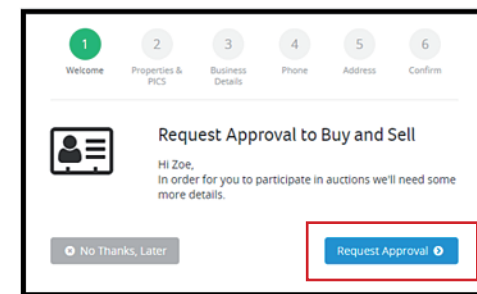 1 2 3 4 5 6
Welcome Properties & PICS Business Details Phone Address Confirm
Request Approval to Buy and Sell
Hi Zoe,
In order for you to participate in auctions we'll need some
more details.
No Thanks, Later Request Approval